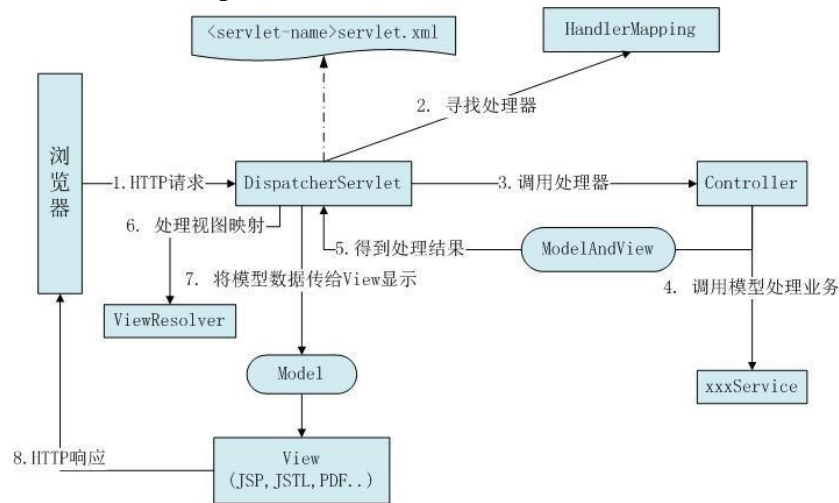 <servlet-name>servlet.xml
HandlerMapping
2. 寻找处理器
浏
览
器
1.HTTP请求
DispatcherServlet
3.调用处理器
Controller
6. 处理视图映射
5.得到处理结果
ModelAndView
7. 将模型数据传给View显示
4. 调用模型处理业务
ViewResolver
Model
xxxService
8.HTTP响应
View
(JSP,JSTL,PDF..)